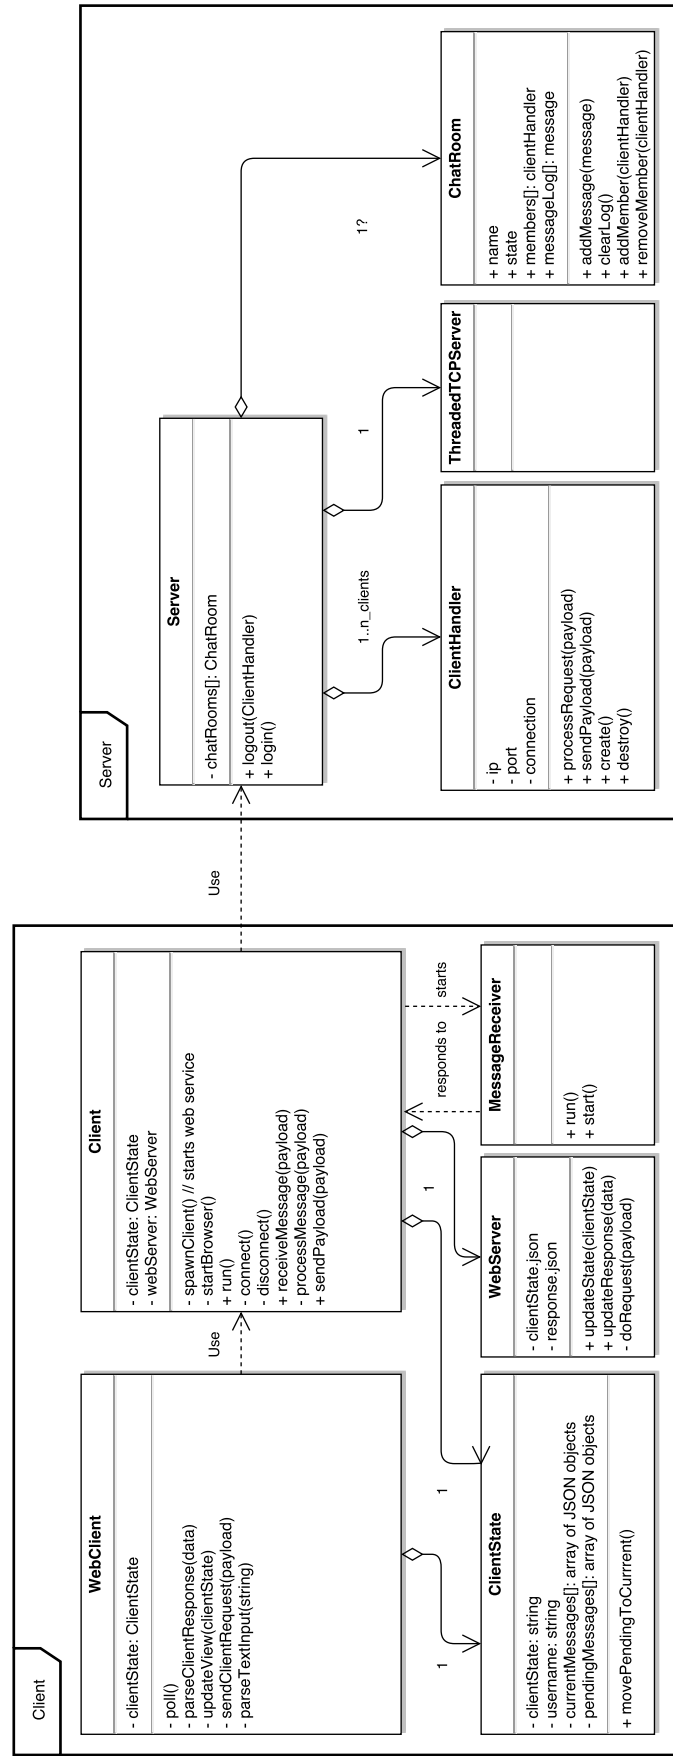 Client
WebClient
- clientState: ClientState
- poll()
- parseClientResponse(data)
- updateView(clientState)
- sendClientRequest(payload)
- parseTextInput(string)
Use
Client
- clientState: ClientState
- webServer: WebServer
- spawnClient() // starts web service
- startBrowser()
+ run()
- connect()
- disconnect()
+ receiveMessage(payload)
- processMessage(payload)
+ sendPayload(payload)
1
1
1
responds to
starts
ClientState
- clientState: string
- username: string
- currentMessages[]: array of JSON objects
- pendingMessages[]: array of JSON objects
+ movePendingToCurrrent()
WebServer
- clientState.json
- response.json
+ updateState(clientState)
+ updateResponse(data)
- doRequest(payload)
MessageReceiver
+ run()
+ start()
Use
Server
Server
- chatRooms[]: ChatRoom
+ logout(ClientHandler)
+ login()
1..n_clients
1
1?
ClientHandler
- ip
- port
- connection
+ processRequest(payload)
+ sendPayload(payload)
+ create()
+ destroy()
ThreadedTCPServer
ChatRoom
+ name
+ state
+ members[]: clientHandler
+ messageLog[]: message
+ addMessage(message)
+ clearLog()
+ addMember(clientHandler)
+ removeMember(clientHandler)